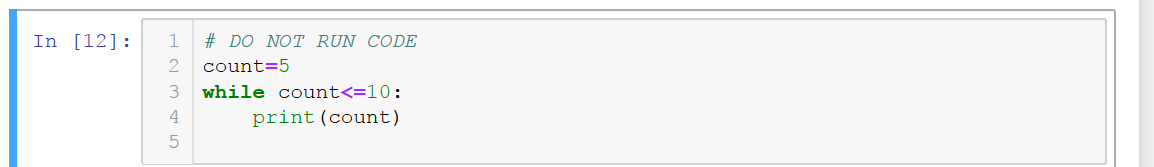 In [12]:
1 # DO NOT RUN CODE
2 count=5
3 while count<=10:
4     print(count)
5